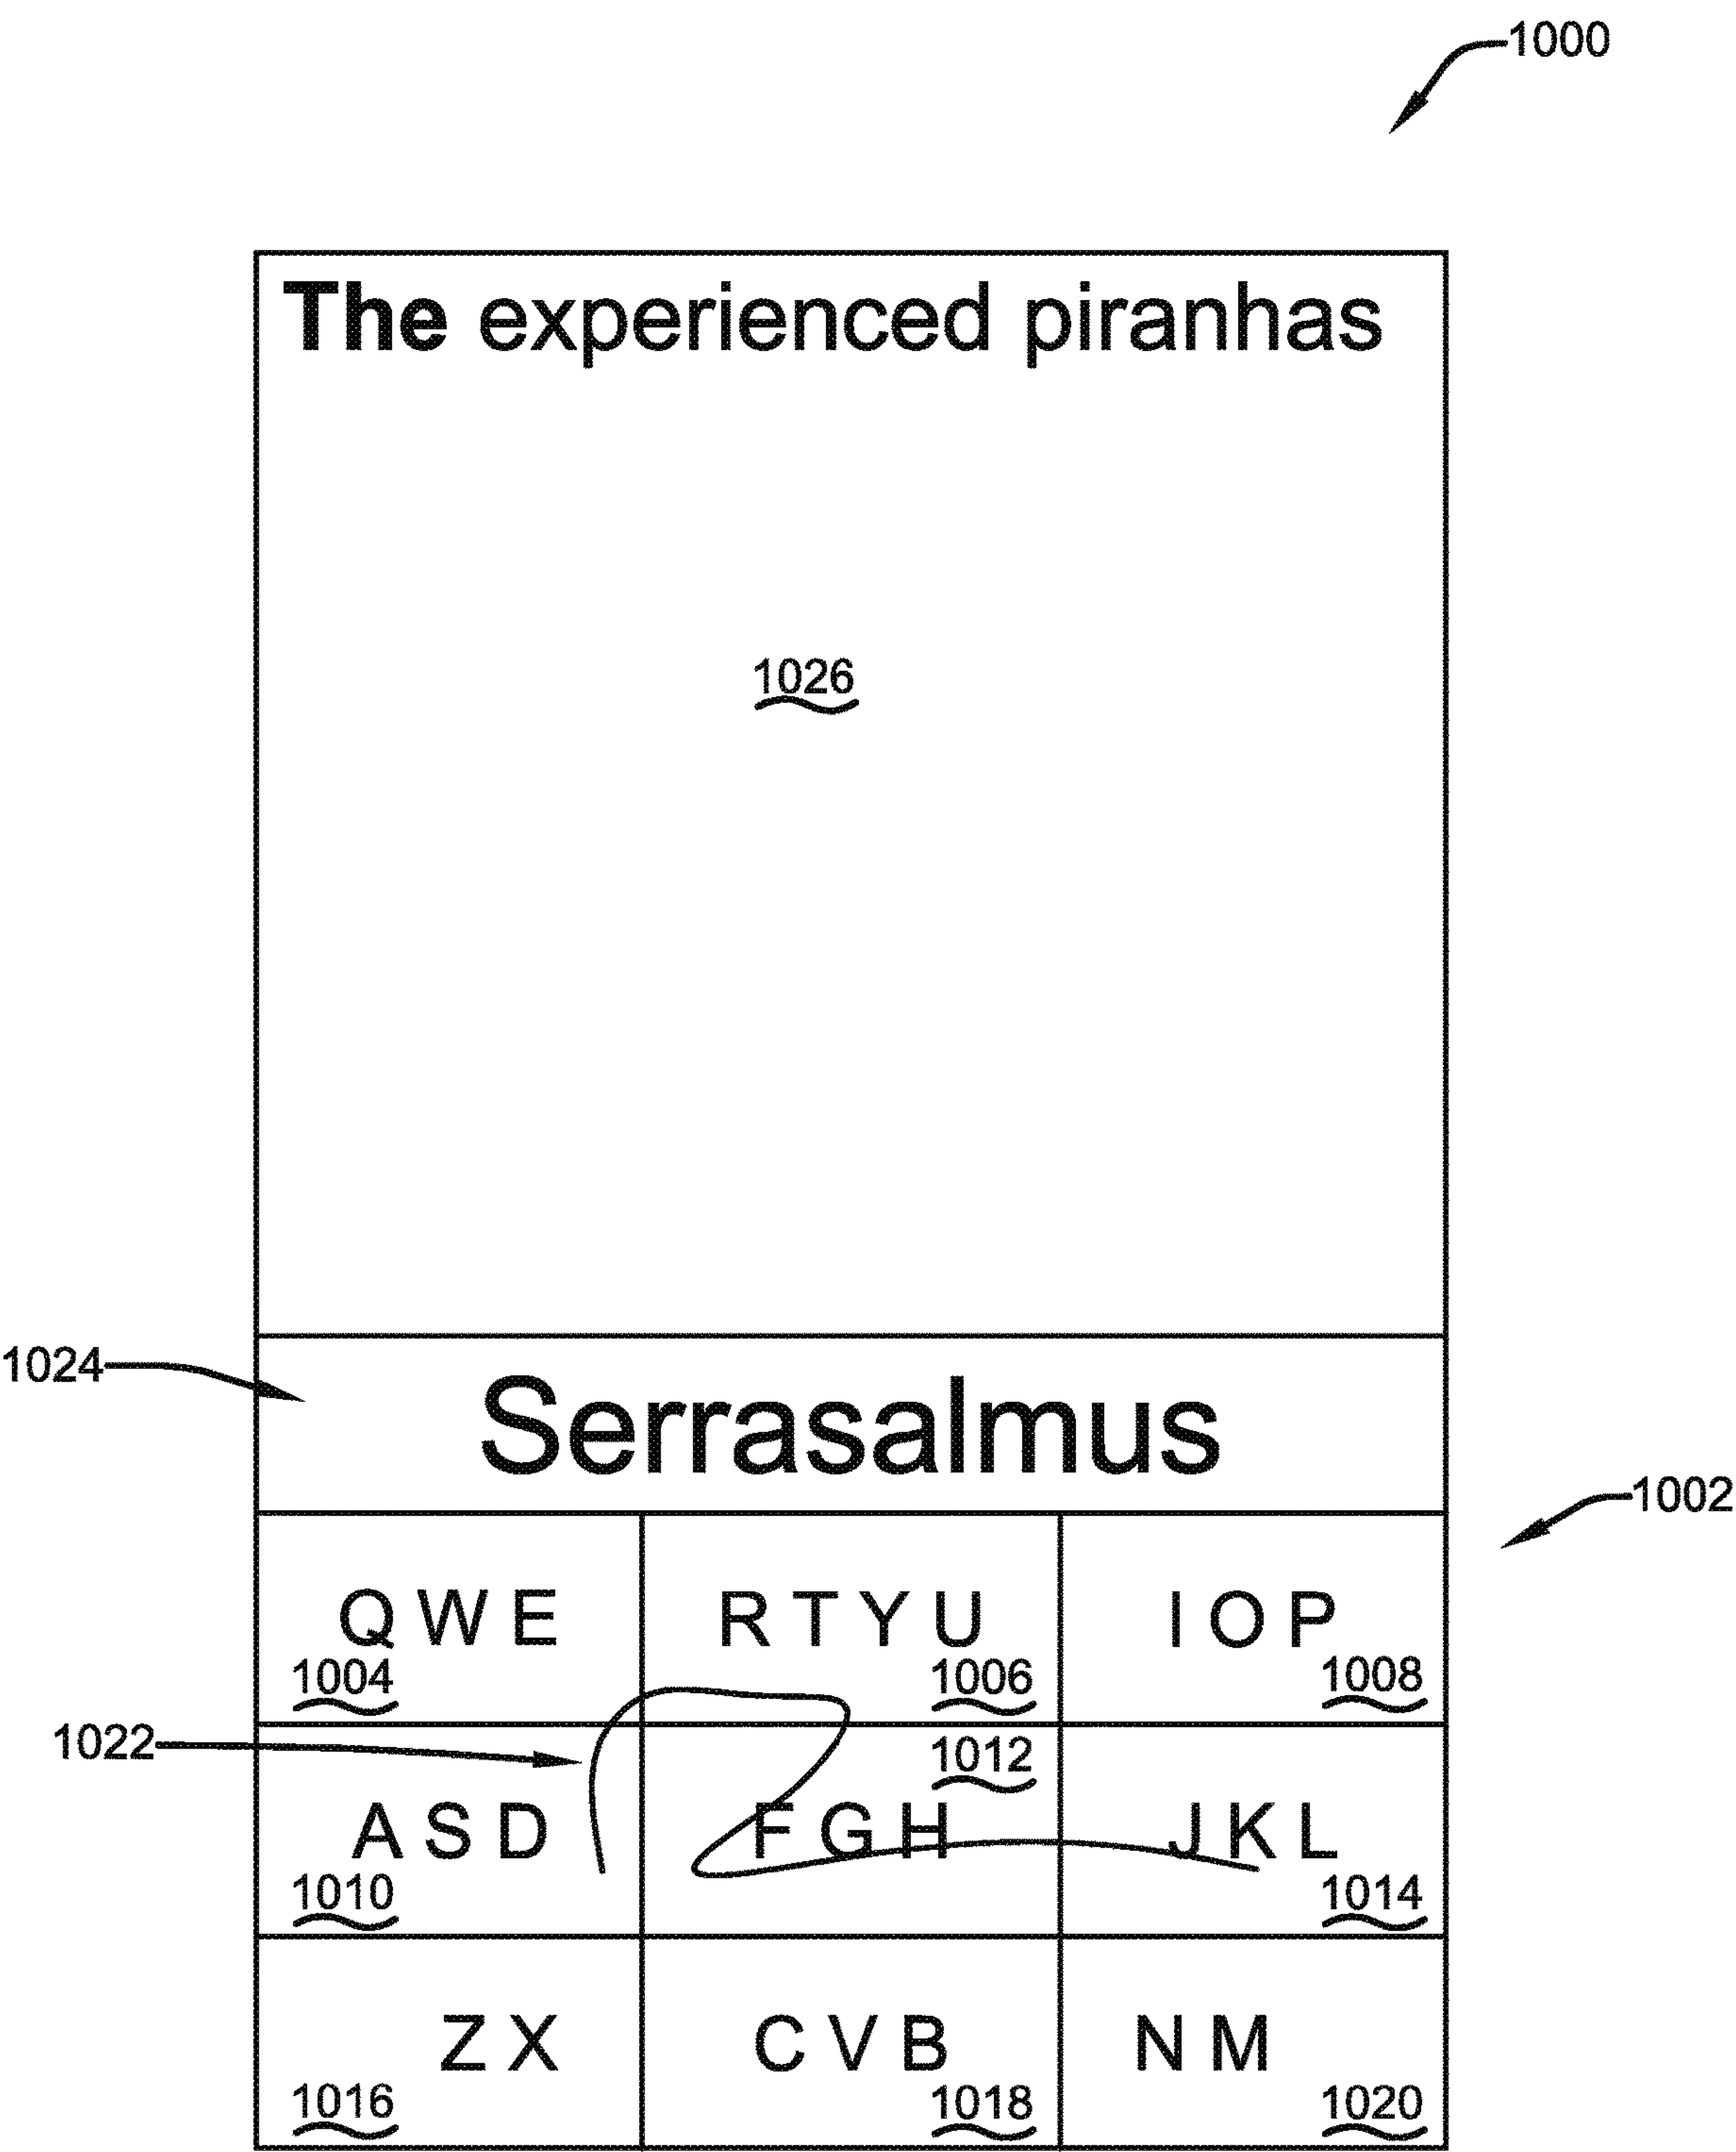 1000
The experienced piranhas
1026
1024
Serrasalmus
1002
Q W E R T Y U I O P
1004 1006 1008
1022
1012
A S D F G H J K L
1010 1014
Z X C V B N M
1016 1018 1020